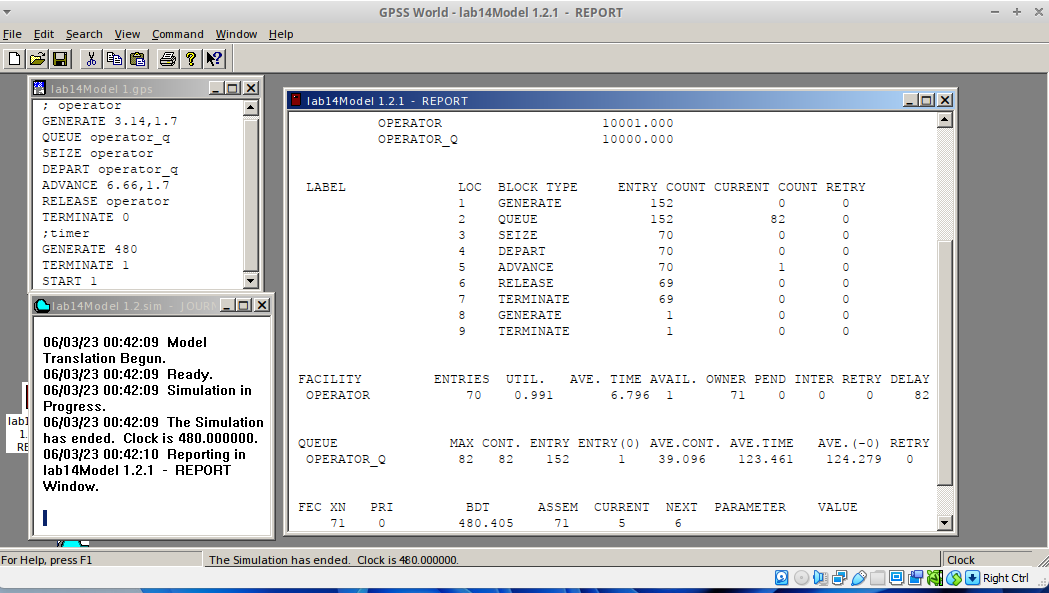 GPSS World - lab14Model 1.2.1 - REPORT
File Edit Search View Command Window Help
lab14Model 1.gps
; operator
GENERATE 3.14,1.7
QUEUE operator_q
SEIZE operator
DEPART operator_q
ADVANCE 6.66,1.7
RELEASE operator
TERMINATE 0
;timer
GENERATE 480
TERMINATE 1
START 1
lab14Model 1.2.sim - JOURN
06/03/23 00:42:09 Model
Translation Begun.
06/03/23 00:42:09 Ready.
06/03/23 00:42:09 Simulation in
Progress.
06/03/23 00:42:09 The Simulation
has ended. Clock is 480.000000.
06/03/23 00:42:10 Reporting in
lab14Model 1.2.1 - REPORT
Window.
lab1
1.
RE
lab14Model 1.2.1 - REPORT
OPERATOR 10001.000
OPERATOR_Q 10000.000
LABEL LOC BLOCK TYPE ENTRY COUNT CURRENT COUNT RETRY
1 GENERATE 152 0 0
2 QUEUE 152 82 0
3 SEIZE 70 0 0
4 DEPART 70 0 0
5 ADVANCE 70 1 0
6 RELEASE 69 0 0
7 TERMINATE 69 0 0
8 GENERATE 1 0 0
9 TERMINATE 1 0 0
FACILITY ENTRIES UTIL. AVE. TIME AVAIL. OWNER PEND INTER RETRY DELAY
OPERATOR 70 0.991 6.796 1 71 0 0 0 82
QUEUE MAX CONT. ENTRY ENTRY(0) AVE.CONT. AVE.TIME AVE.(-0) RETRY
OPERATOR_Q 82 82 152 1 39.096 123.461 124.279 0
FEC XN PRI BDT ASSEM CURRENT NEXT PARAMETER VALUE
71 0 480.405 71 5 6
For Help, press F1
The Simulation has ended. Clock is 480.000000.
Clock
Right Ctrl